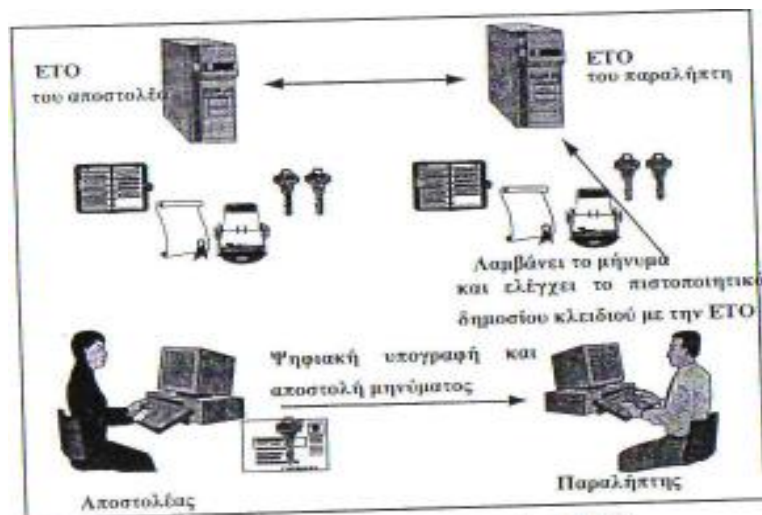 ΕΤΟ
του αποστολέα
ΕΤΟ
του παραλήπτη
Λαμβάνει το μήνυμα
και ελέγχει το πιστοποιητικό
δημοσίου κλειδιού με την ΕΤΟ
Ψηφιακή υπογραφή και
αποστολή μηνύματος
Αποστολέας
Παραλήπτης